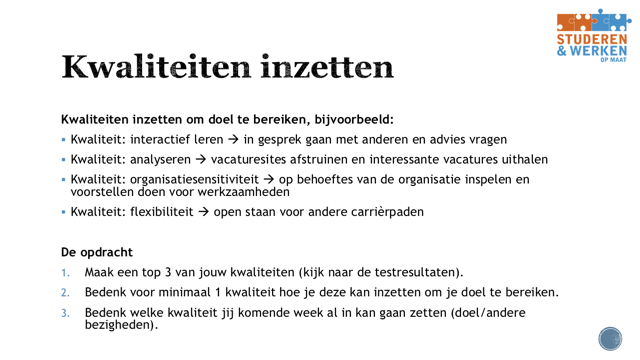 STUDEREN
& WERKEN
OP MAAT
Kwaliteiten inzetten
Kwaliteiten inzetten om doel te bereiken, bijvoorbeeld:
▪ Kwaliteit: interactief leren → in gesprek gaan met anderen en advies vragen
▪ Kwaliteit: analyseren → vacaturesites afstruinen en interessante vacatures uithalen
▪ Kwaliteit: organisatiesensitiviteit → op behoeftes van de organisatie inspelen en
voorstellen doen voor werkzaamheden
▪ Kwaliteit: flexibiliteit → open staan voor andere carrièrpaden
De opdracht
1. Maak een top 3 van jouw kwaliteiten (kijk naar de testresultaten).
2. Bedenk voor minimaal 1 kwaliteit hoe je deze kan inzetten om je doel te bereiken.
3. Bedenk welke kwaliteit jij komende week al in kan gaan zetten (doel/andere
bezigheden).